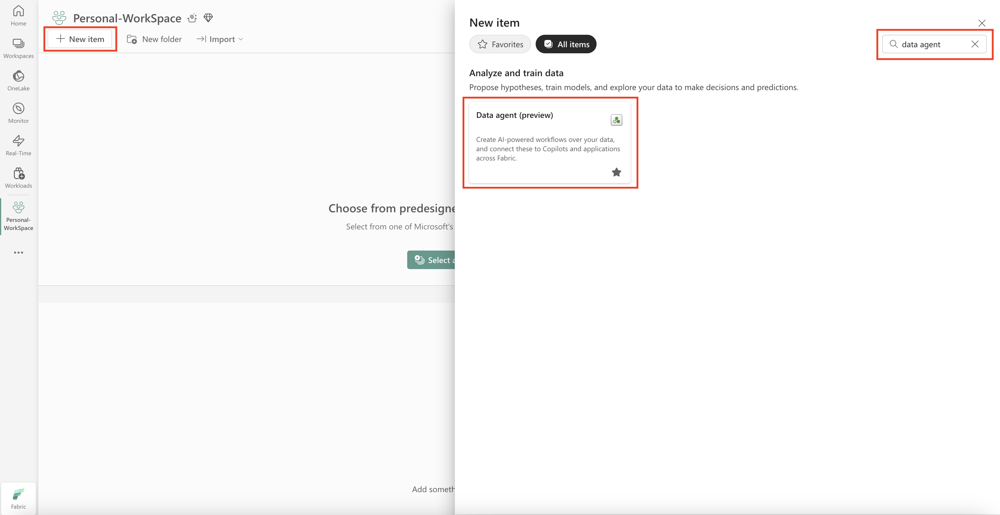 Home
Workspaces
OneLake
Monitor
Real-Time
Workloads
Personal-
WorkSpace
Fabric
Personal-WorkSpace
New item
New folder
Import
Choose from predesigne
Select from one of Microsoft's
Select a
Add someth
New item
Favorites
All items
data agent
Analyze and train data
Propose hypotheses, train models, and explore your data to make decisions and predictions.
Data agent (preview)
Create AI-powered workflows over your data,
and connect these to Copilots and applications
across Fabric.